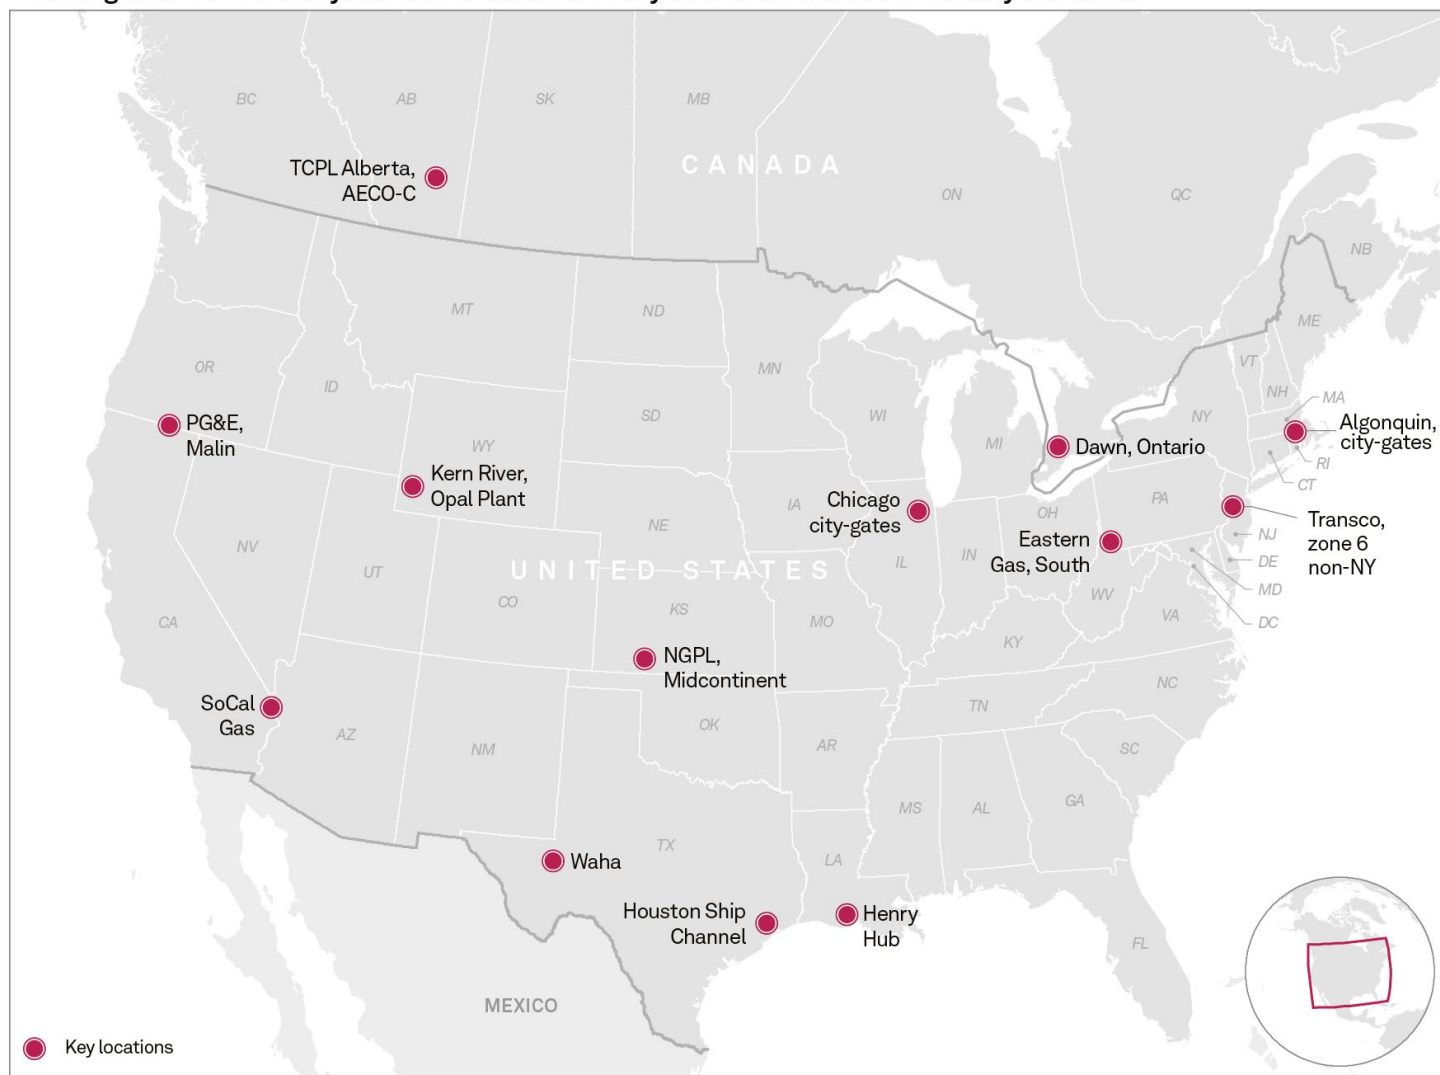 BC
AB
SK
MB
CANADA
ON
QC
NB
TCPL Alberta,
AECO-C
MT
ND
MN
ME
VT
NH
MA
OR
ID
SD
WI
MI
NY
PG&E,
Malin
WY
Algonquin,
city-gates
Dawn, Ontario
RI
CT
Kern River,
Opal Plant
Chicago
city-gates
IA
NE
OH
PA
Transco,
zone 6
non-NY
NJ
DE
MD
DC
Eastern
Gas, South
NV
UT
CO
UNITED STATES
IL
IN
WV
VA
CA
KS
MO
KY
NGPL,
Midcontinent
NC
SoCal
Gas
AZ
NM
OK
TN
AR
SC
MS
AL
GA
TX
LA
Waha
Houston Ship
Channel
Henry
Hub
FL
MEXICO
Key locations